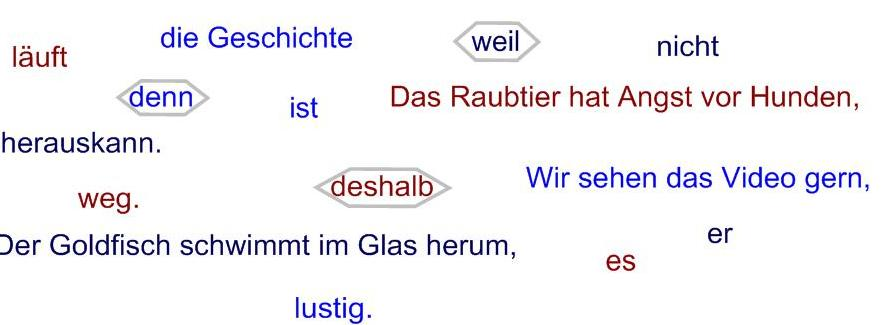 die Geschichte
weil
nicht
läuft
denn
ist
Das Raubtier hat Angst vor Hunden,
herauskann.
deshalb
Wir sehen das Video gern,
weg.
Der Goldfisch schwimmt im Glas herum,
er
es
lustig.